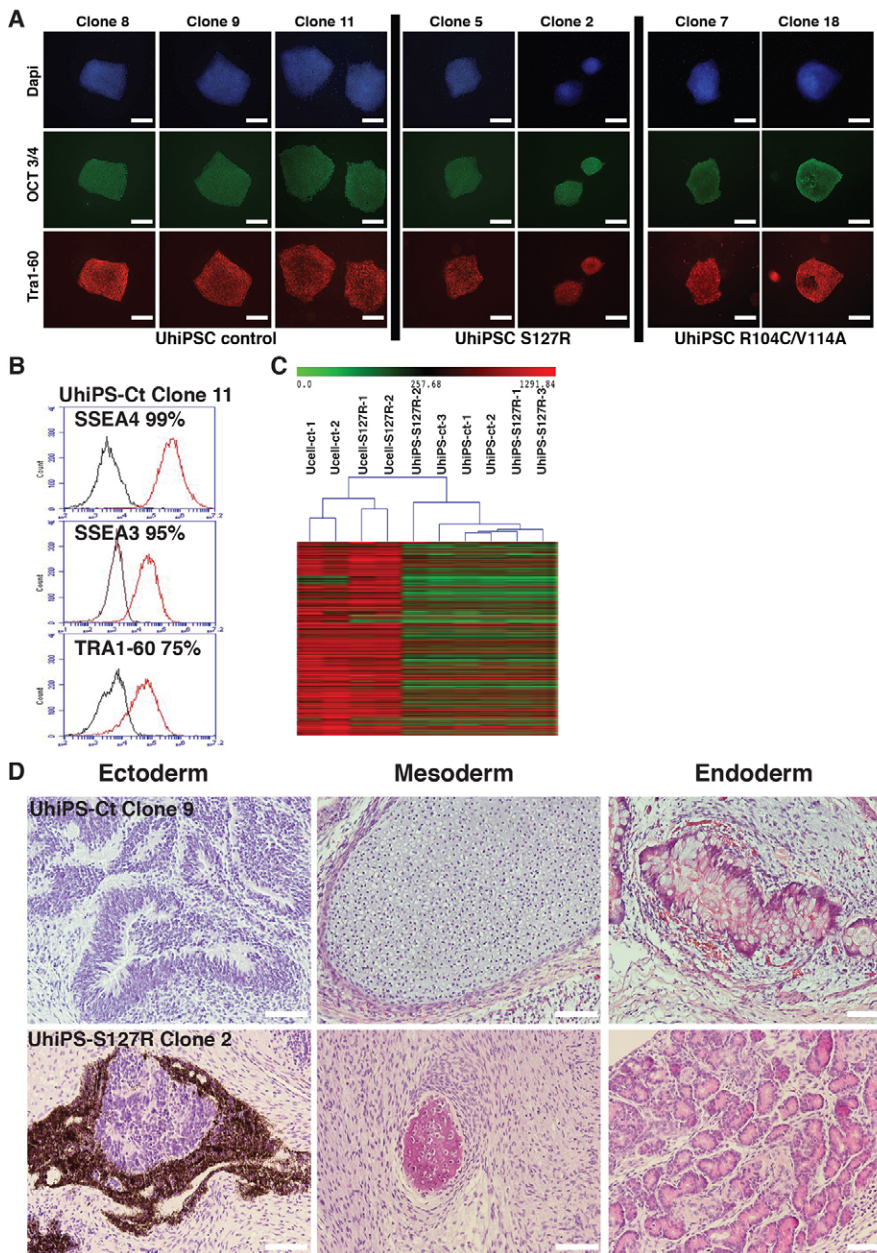 A
Clone 8 Clone 9 Clone 11 Clone 5 Clone 2 Clone 7 Clone 18
Dapi
OCT 3/4
Tra1-60
UhiPSC control UhiPSC S127R UhiPSC R104C/V114A
B
UhiPS-Ct Clone 11
SSEA4 99%
Count
SSEA3 95%
Count
TRA1-60 75%
Count
C
0.0 257.68 1291.84
Ucell-ct-1
Ucell-ct-2
Ucell-S127R-1
Ucell-S127R-2
UhiPS-S127R-2
UhiPS-ct-3
UhiPS-ct-1
UhiPS-ct-2
UhiPS-S127R-1
UhiPS-S127R-3
D
Ectoderm Mesoderm Endoderm
UhiPS-Ct Clone 9
UhiPS-S127R Clone 2